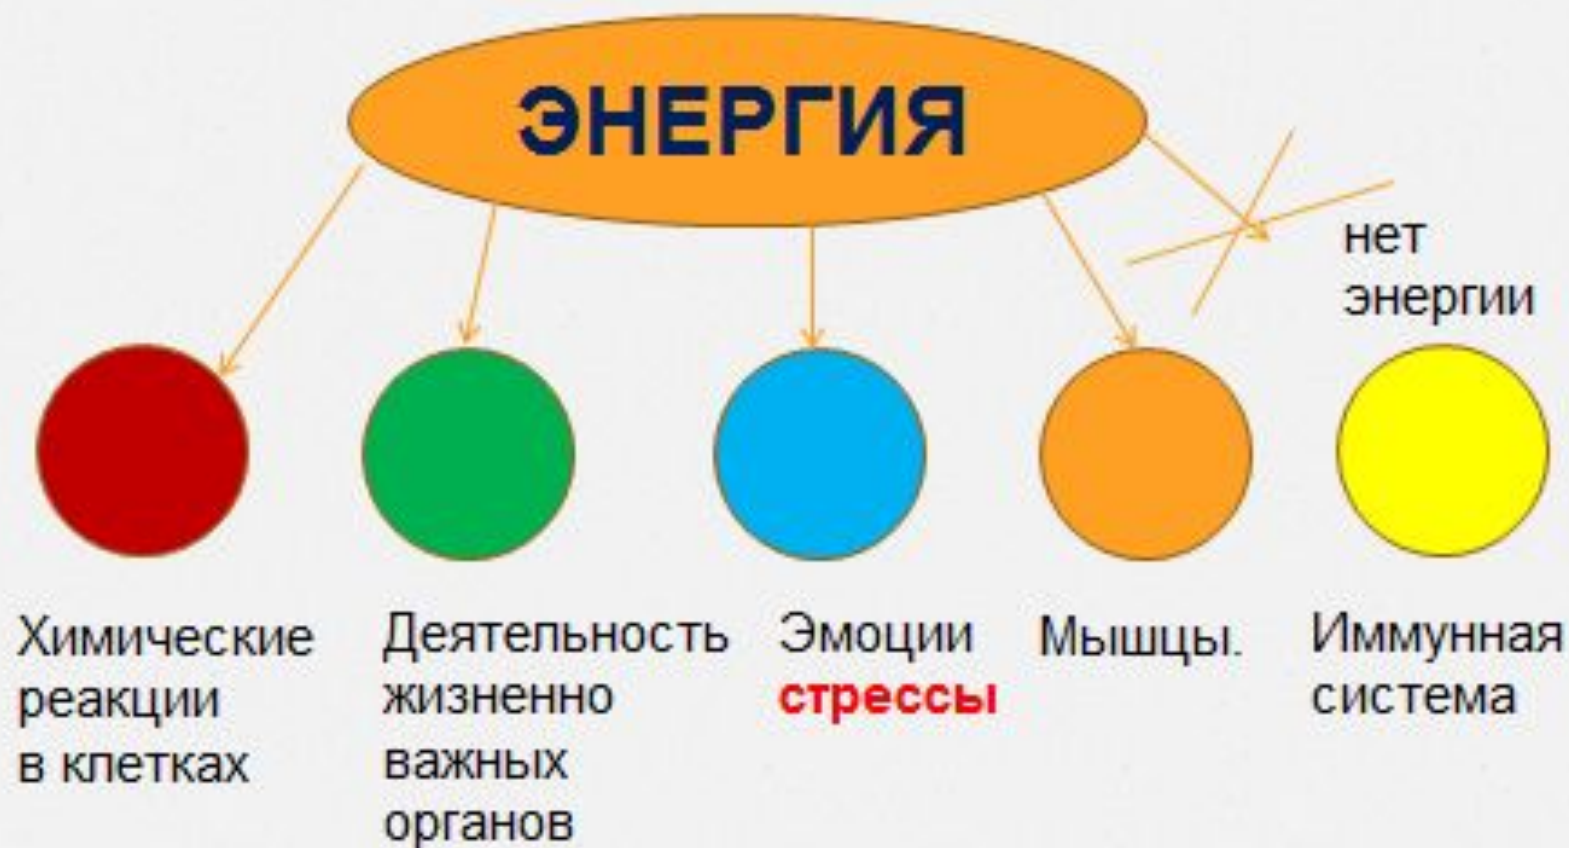 ЭНЕРГИЯ
нет
энергии
Химические
реакции
в клетках
Деятельность
жизненно
важных
органов
Эмоции
стрессы
Мышцы.
Иммунная
система